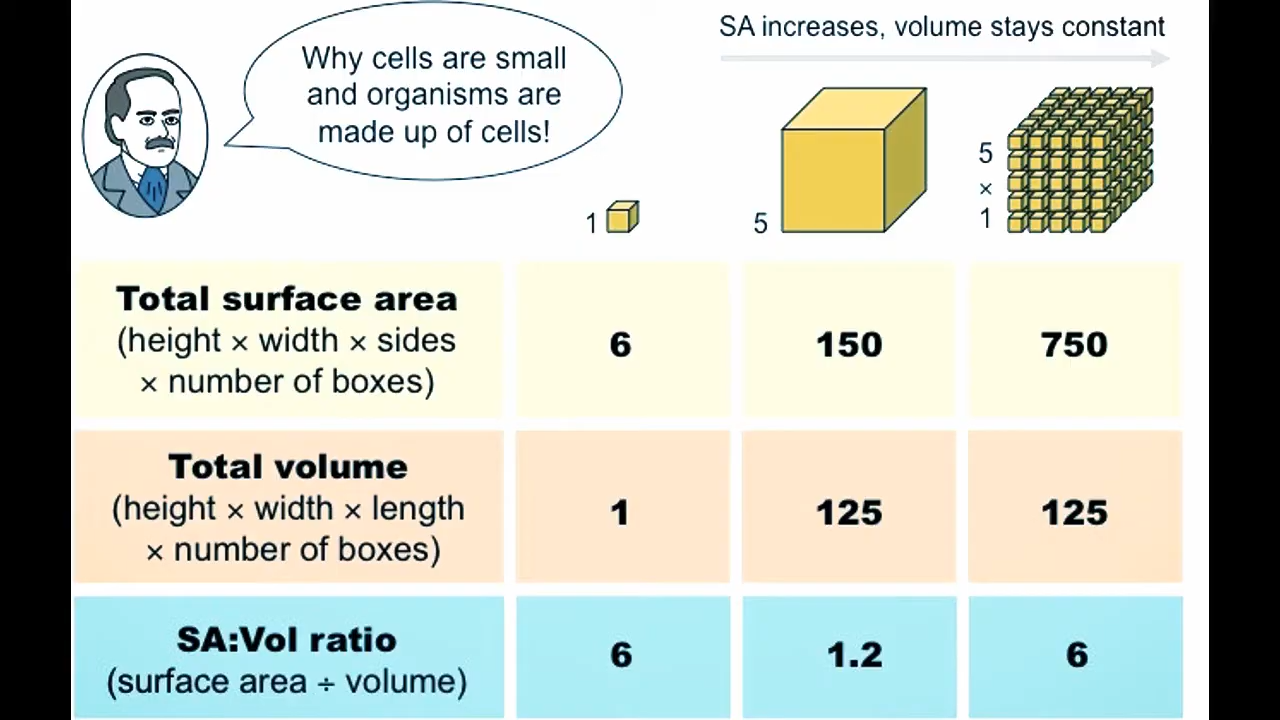 Why cells are small
and organisms are
made up of cells!
SA increases, volume stays constant
1
5
5
×
1
Total surface area
(height × width × sides
× number of boxes)
6
150
750
Total volume
(height × width × length
× number of boxes)
1
125
125
SA:Vol ratio
(surface area ÷ volume)
6
1.2
6